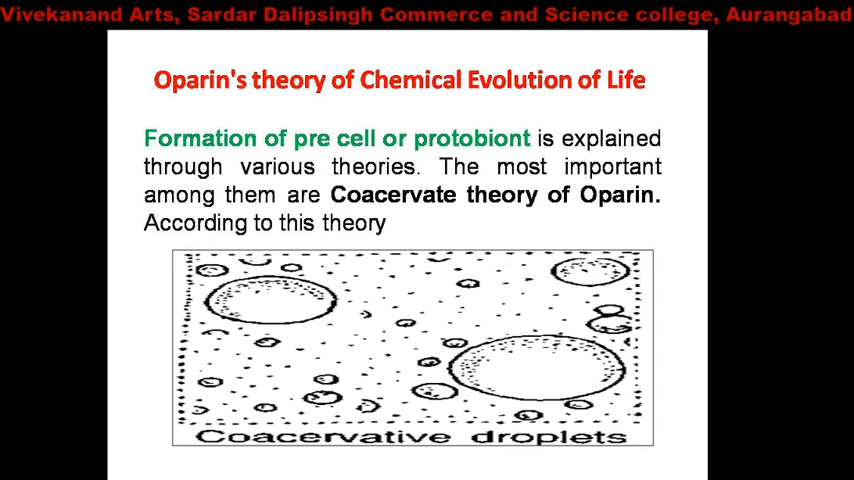 Vivekanand Arts, Sardar Dalipsingh Commerce and Science college, Aurangabad
Oparin's theory of Chemical Evolution of Life
Formation of pre cell or protobiont is explained
through various theories. The most important
among them are Coacervate theory of Oparin.
According to this theory
Coacervative droplets